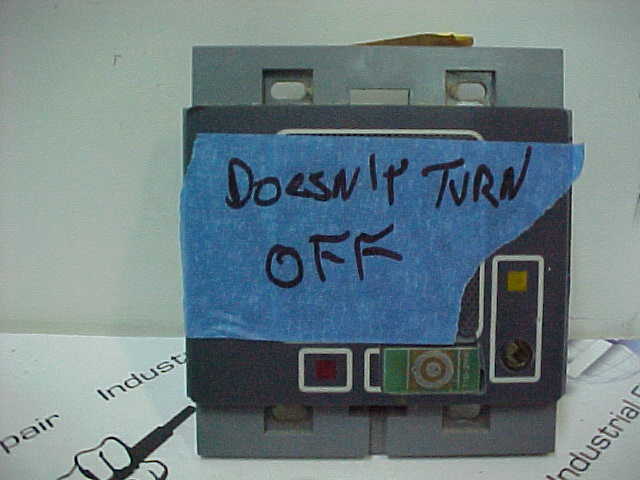 DOESN'T TURN
OFF
Indust
pair
Industrial